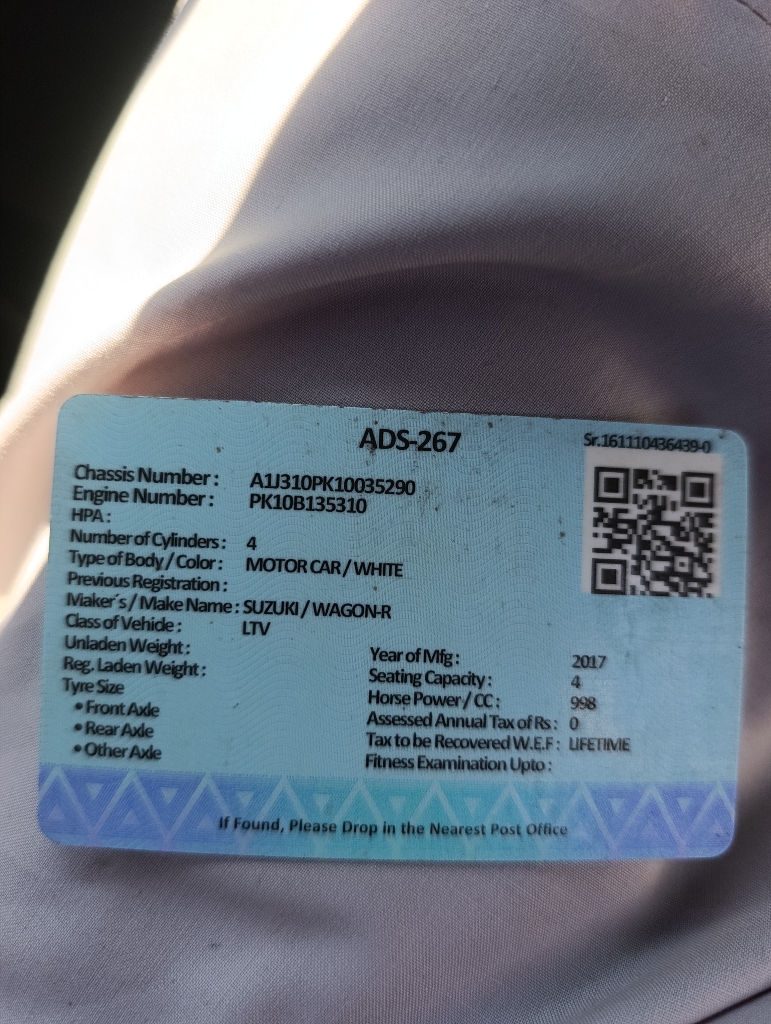 ADS-267
Sr.161110436439-0
Chassis Number : A1J310PK10035290
Engine Number : PK10B135310
HPA :
Number of Cylinders : 4
Type of Body / Color : MOTOR CAR / WHITE
Previous Registration :
Maker´s / Make Name : SUZUKI / WAGON-R
Class of Vehicle : LTV
Unladen Weight :
Reg. Laden Weight :
Tyre Size
• Front Axle
• Rear Axle
• Other Axle
Year of Mfg : 2017
Seating Capacity : 4
Horse Power / CC : 998
Assessed Annual Tax of Rs : 0
Tax to be Recovered W.E.F : LIFETIME
Fitness Examination Upto :
If Found, Please Drop in the Nearest Post Office